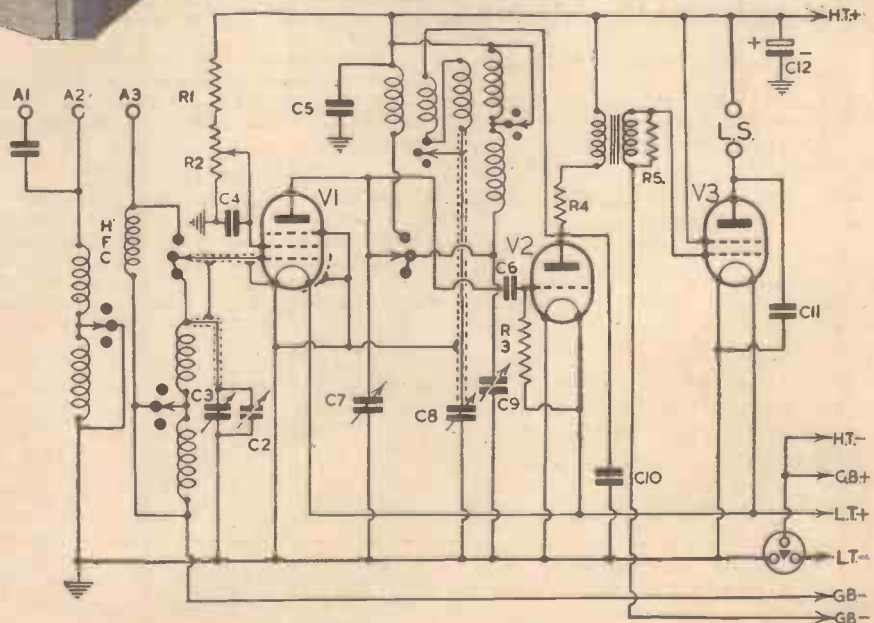 H.T.+
+
−
C12
A1
A2
A3
R1
C5
L.S.
R2
R5
V1
V3
C4
R4
H.F.C
V2
C6
R3
C11
C3
C2
C7
C8
C9
C10
H.T.-
G.B.+
L.T.+
L.T.-
G.B-
G.B-